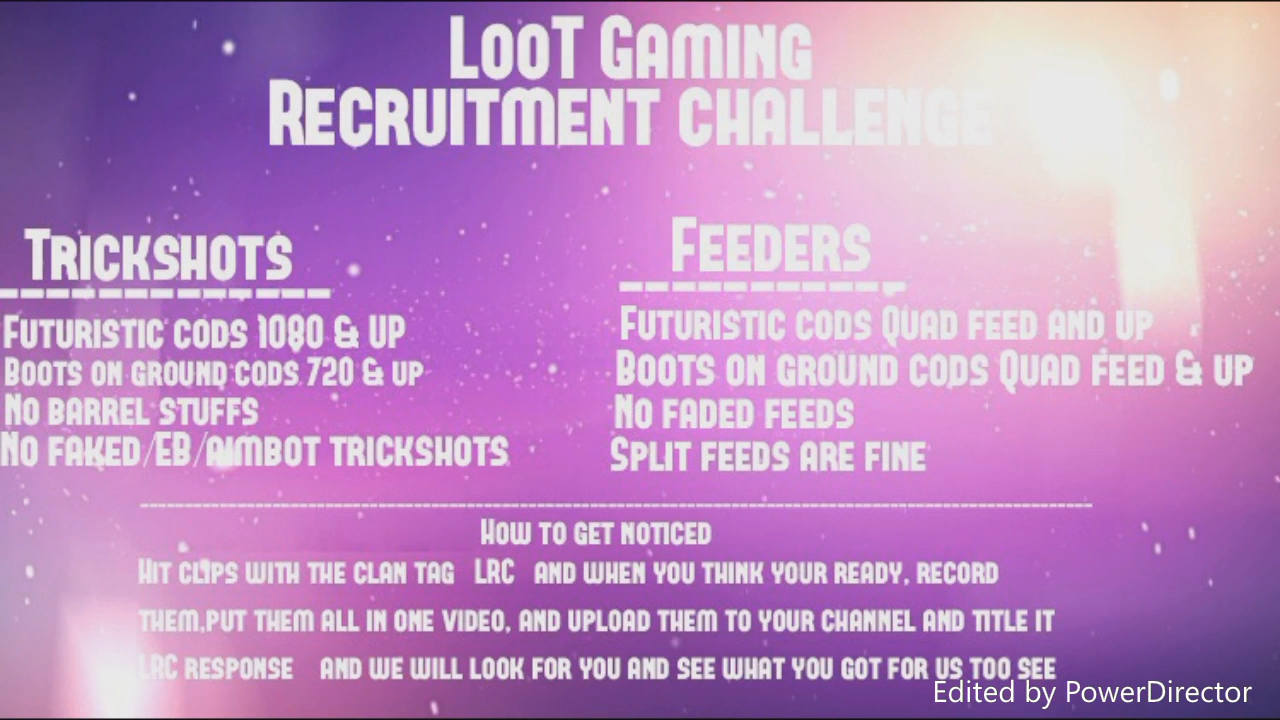 LooT Gaming
Recruitment challenge
Trickshots
Futuristic cods 1080 & up
Boots on ground cods 720 & up
No barrel stuffs
No faked/EB/aimbot trickshots
Feeders
Futuristic cods Quad feed and up
Boots on ground cods Quad feed & up
No faded feeds
Split feeds are fine
How to get noticed
Hit clips with the clan tag LRC and when you think your ready, record
them,put them all in one video, and upload them to your channel and title it
LRC response and we will look for you and see what you got for us too see
Edited by PowerDirector